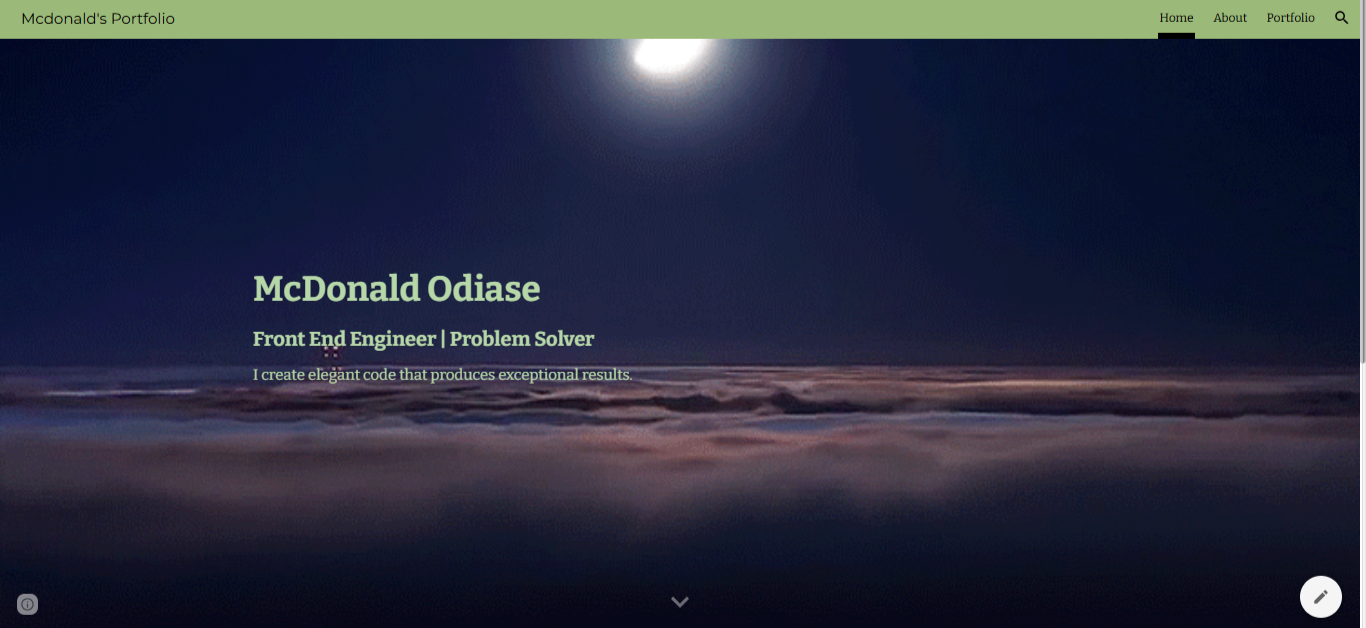 Mcdonald's Portfolio
Home About Portfolio
McDonald Odiase
Front End Engineer | Problem Solver
I create elegant code that produces exceptional results.